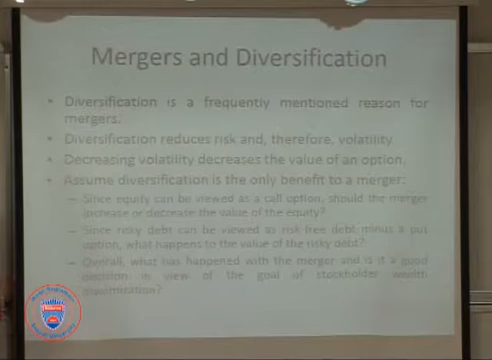 Mergers and Diversification
• Diversification is a frequently mentioned reason for
mergers.
• Diversification reduces risk and, therefore, volatility.
• Decreasing volatility decreases the value of an option.
• Assume diversification is the only benefit to a merger:
– Since equity can be viewed as a call option, should the merger
increase or decrease the value of the equity?
– Since risky debt can be viewed as risk-free debt minus a put
option, what happens to the value of the risky debt?
– Overall, what has happened with the merger and is it a good
decision in view of the goal of stockholder wealth
maximization?